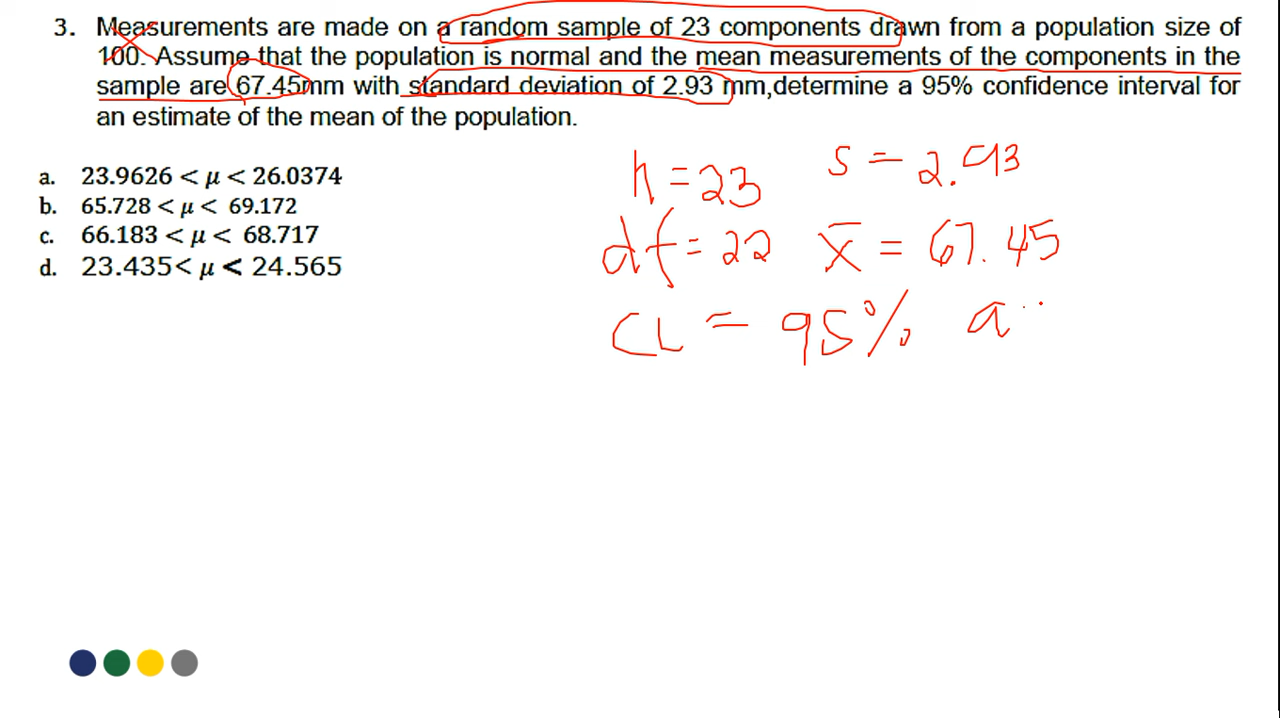 3. Measurements are made on a random sample of 23 components drawn from a population size of
100. Assume that the population is normal and the mean measurements of the components in the
sample are 67.45mm with standard deviation of 2.93 mm,determine a 95% confidence interval for
an estimate of the mean of the population.
a. 23.9626 < μ < 26.0374
b. 65.728 < μ < 69.172
c. 66.183 < μ < 68.717
d. 23.435< μ < 24.565
n = 23 s = 2.93
df = 22 x̅ = 67.45
CL = 95% a